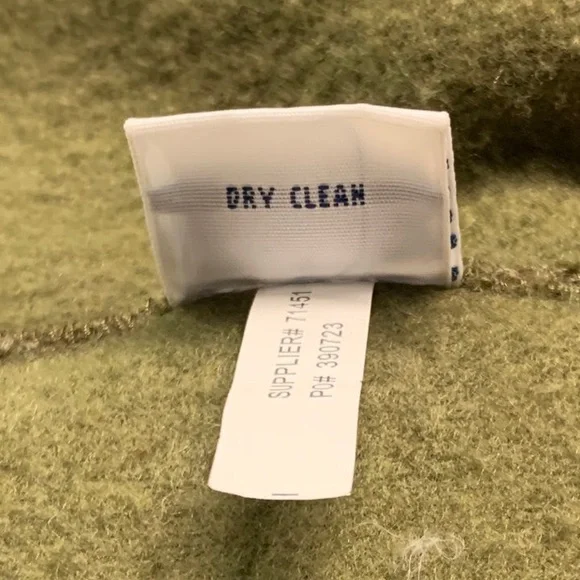 DRY CLEAN
SUPPLIER# 71451
PO# 390723